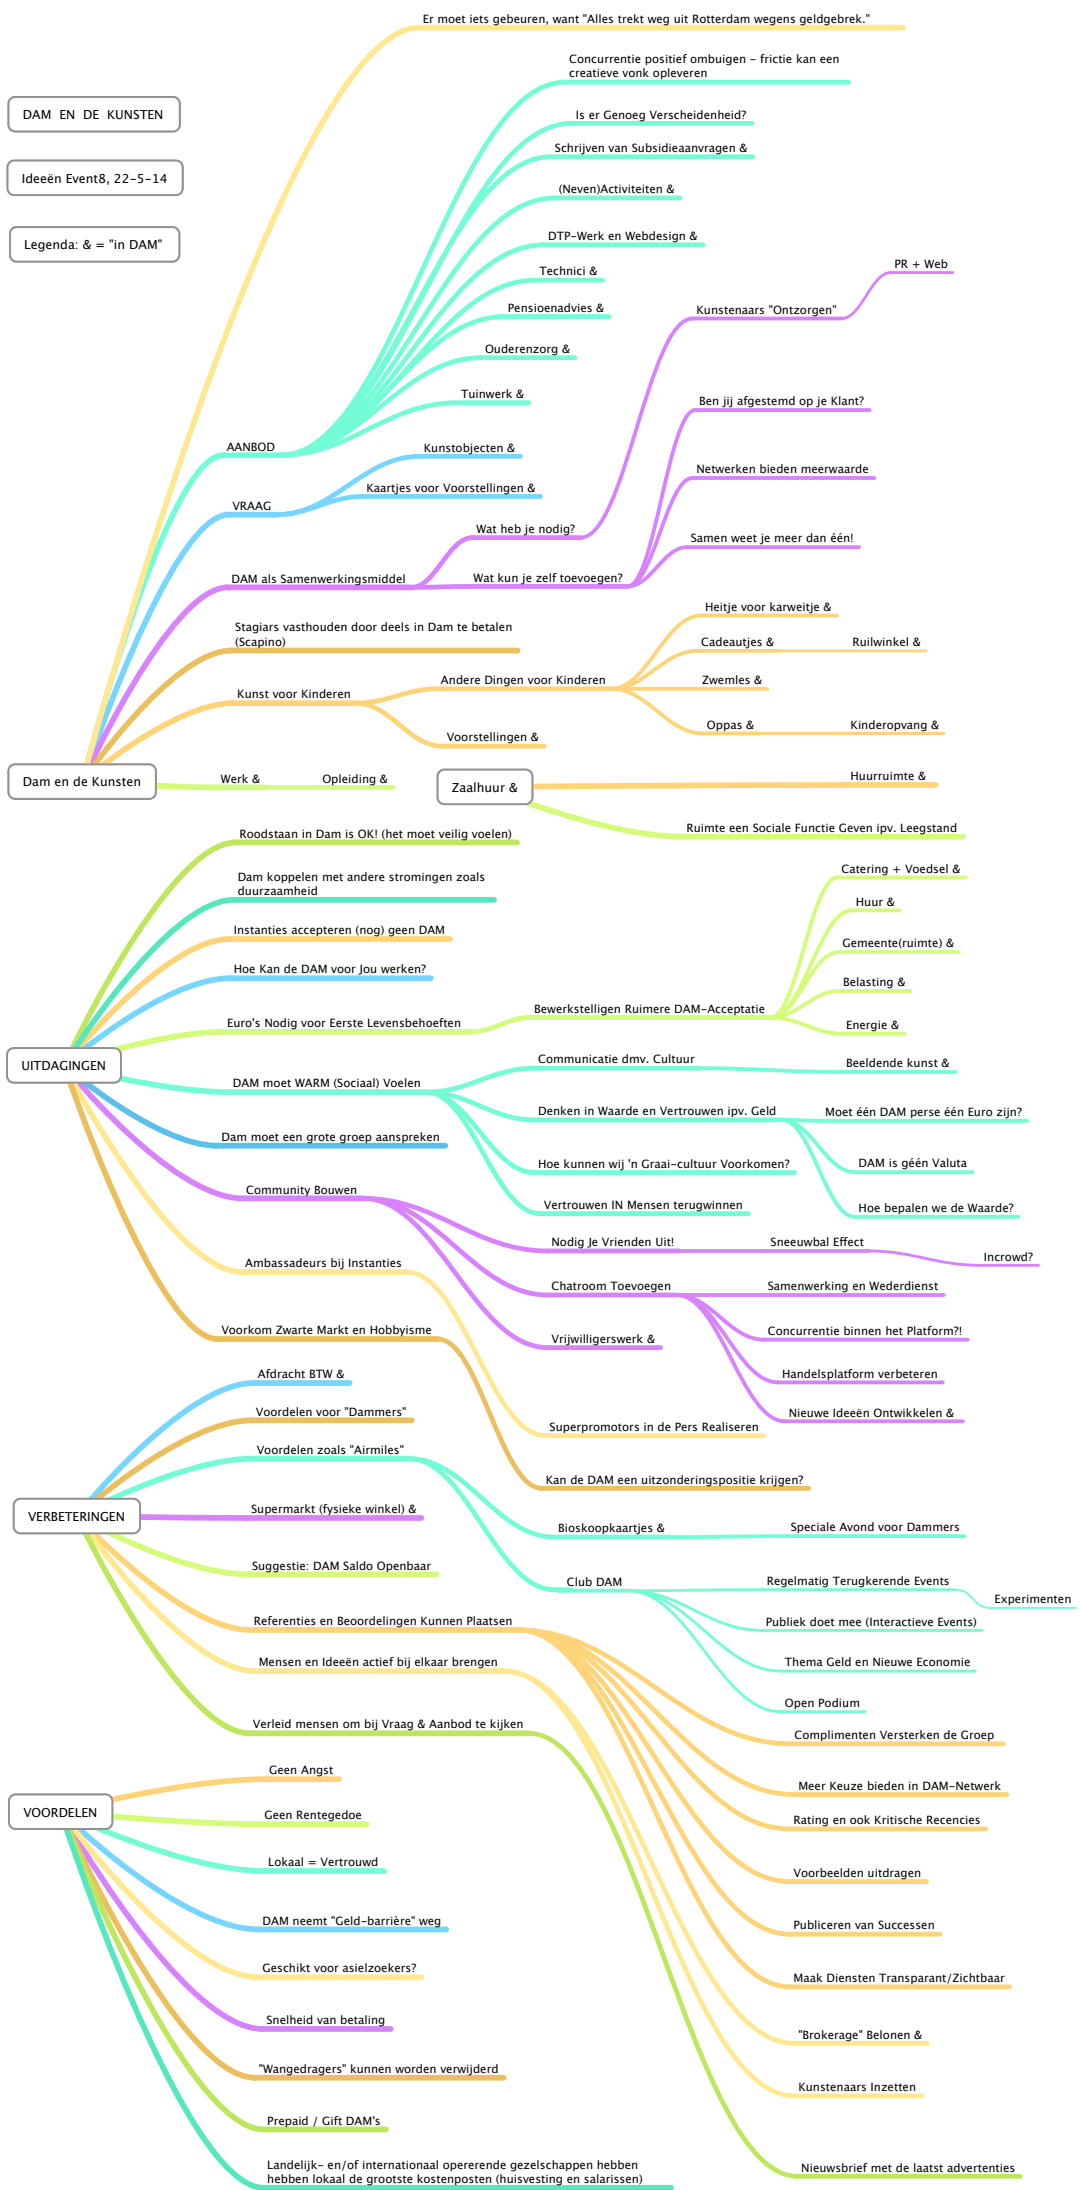 Er moet iets gebeuren, want "Alles trekt weg uit Rotterdam wegens geldgebrek."
Concurrentie positief ombuigen - frictie kan een
creatieve vonk opleveren
DAM EN DE KUNSTEN
Is er Genoeg Verscheidenheid?
Schrijven van Subsidieaanvragen &
Ideeën Event8, 22-5-14
(Neven)Activiteiten &
DTP-Werk en Webdesign &
Legenda: & = "in DAM"
PR + Web
Technici &
Pensioenadvies &
Kunstenaars "Ontzorgen"
Ouderenzorg &
Tuinwerk &
Ben jij afgestemd op je Klant?
AANBOD
Kunstobjecten &
Netwerken bieden meerwaarde
Kaartjes voor Voorstellingen &
VRAAG
Wat heb je nodig?
Samen weet je meer dan één!
DAM als Samenwerkingsmiddel
Wat kun je zelf toevoegen?
Heitje voor karweitje &
Stagiars vasthouden door deels in Dam te betalen
(Scapino)
Cadeautjes &
Ruilwinkel &
Andere Dingen voor Kinderen
Zwemles &
Kunst voor Kinderen
Oppas &
Kinderopvang &
Voorstellingen &
Dam en de Kunsten
Werk &
Opleiding &
Zaalhuur &
Huurruimte &
Ruimte een Sociale Functie Geven ipv. Leegstand
Roodstaan in Dam is OK! (het moet veilig voelen)
Catering + Voedsel &
Dam koppelen met andere stromingen zoals
duurzaamheid
Huur &
Instanties accepteren (nog) geen DAM
Gemeente(ruimte) &
Hoe Kan de DAM voor Jou werken?
Belasting &
Euro's Nodig voor Eerste Levensbehoeften
Bewerkstelligen Ruimere DAM-Acceptatie
Energie &
UITDAGINGEN
Communicatie dmv. Cultuur
Beeldende kunst &
DAM moet WARM (Sociaal) Voelen
Denken in Waarde en Vertrouwen ipv. Geld
Moet één DAM perse één Euro zijn?
Dam moet een grote groep aanspreken
Hoe kunnen wij 'n Graai-cultuur Voorkomen?
DAM is géén Valuta
Community Bouwen
Vertrouwen IN Mensen terugwinnen
Hoe bepalen we de Waarde?
Nodig Je Vrienden Uit!
Sneeuwbal Effect
Incrowd?
Ambassadeurs bij Instanties
Chatroom Toevoegen
Samenwerking en Wederdienst
Voorkom Zwarte Markt en Hobbyisme
Vrijwilligerswerk &
Concurrentie binnen het Platform?!
Afdracht BTW &
Handelsplatform verbeteren
Voordelen voor "Dammers"
Nieuwe Ideeën Ontwikkelen &
Superpromotors in de Pers Realiseren
Voordelen zoals "Airmiles"
Kan de DAM een uitzonderingspositie krijgen?
VERBETERINGEN
Supermarkt (fysieke winkel) &
Bioskoopkaartjes &
Speciale Avond voor Dammers
Suggestie: DAM Saldo Openbaar
Club DAM
Regelmatig Terugkerende Events
Experimenten
Referenties en Beoordelingen Kunnen Plaatsen
Publiek doet mee (Interactieve Events)
Mensen en Ideeën actief bij elkaar brengen
Thema Geld en Nieuwe Economie
Open Podium
Verleid mensen om bij Vraag & Aanbod te kijken
Complimenten Versterken de Groep
Geen Angst
Meer Keuze bieden in DAM-Netwerk
VOORDELEN
Geen Rentegedoe
Rating en ook Kritische Recencies
Lokaal = Vertrouwd
Voorbeelden uitdragen
DAM neemt "Geld-barrière" weg
Publiceren van Successen
Geschikt voor asielzoekers?
Maak Diensten Transparant/Zichtbaar
Snelheid van betaling
"Brokerage" Belonen &
"Wangedragers" kunnen worden verwijderd
Kunstenaars Inzetten
Prepaid / Gift DAM's
Nieuwsbrief met de laatst advertenties
Landelijk- en/of internationaal opererende gezelschappen hebben
hebben lokaal de grootste kostenposten (huisvesting en salarissen)